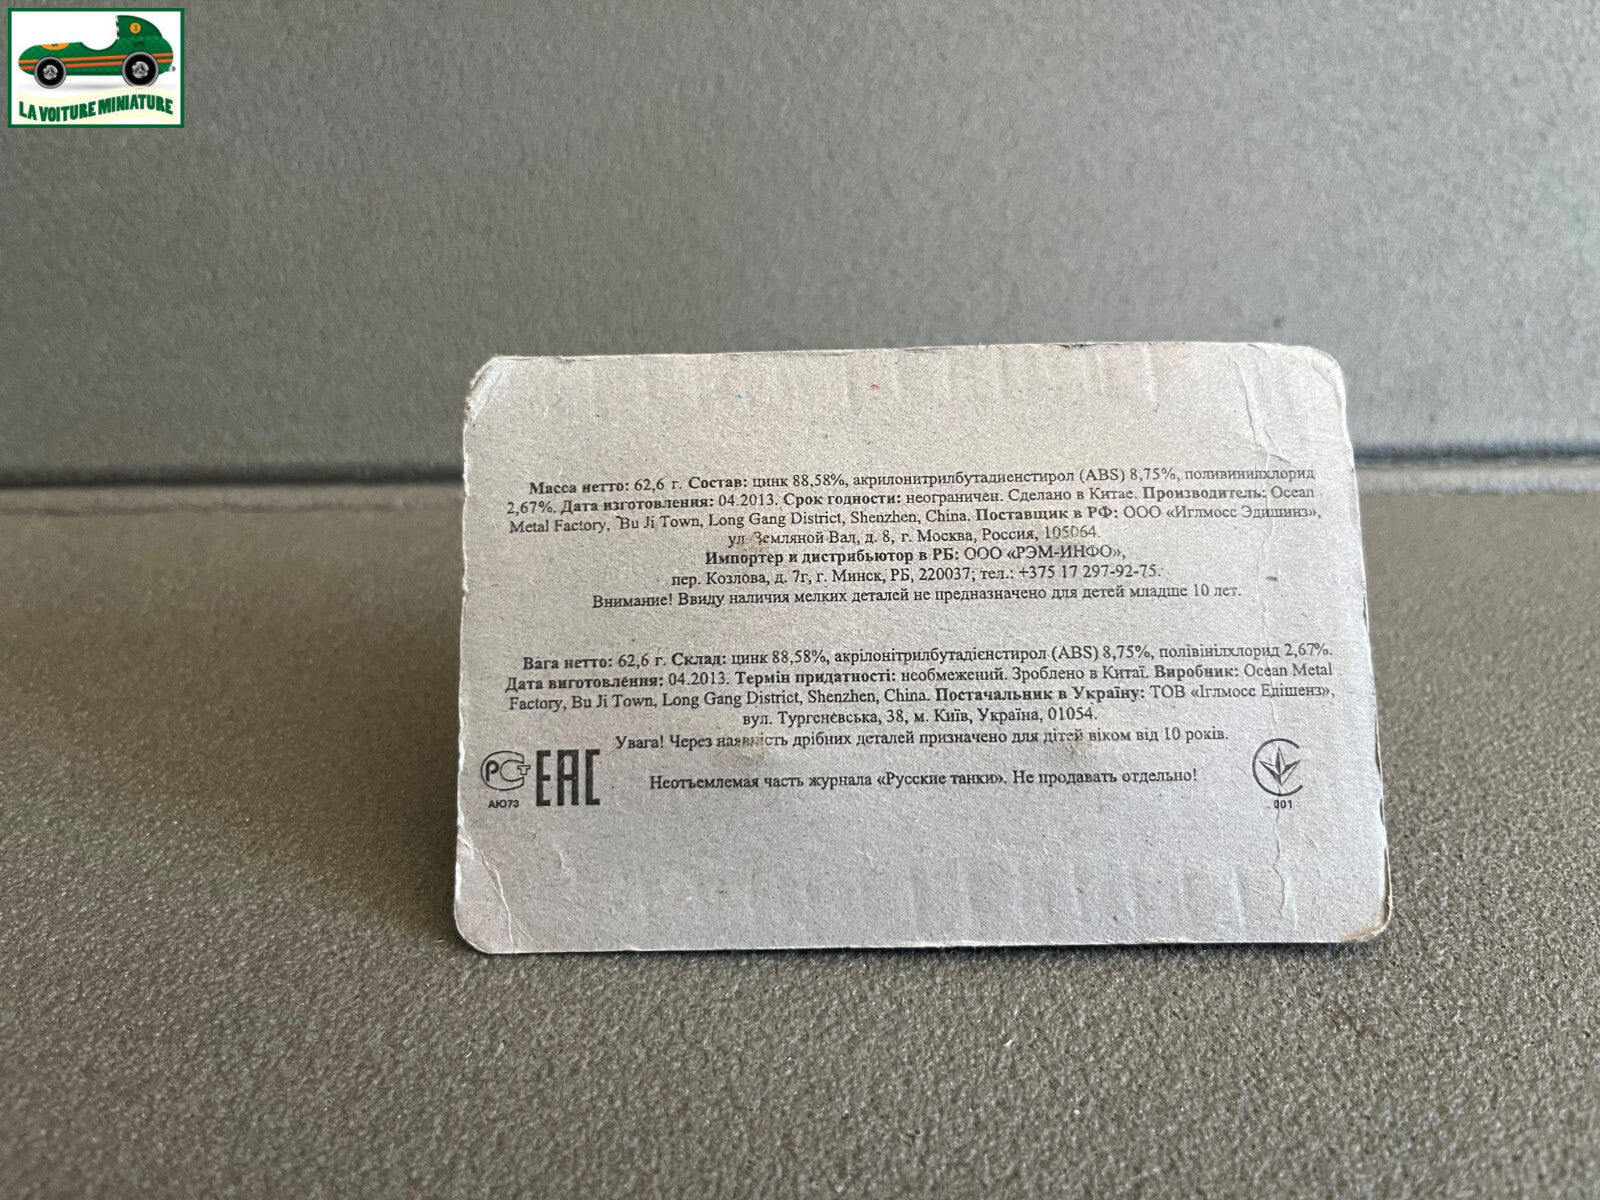 LA VOITURE MINIATURE
Масса нетто: 62,6 г. Состав: цинк 88,58%, акрилонитрилбутадиенстирол (ABS) 8,75%, поливинилхлорид
2,67%. Дата изготовления: 04.2013. Срок годности: неограничен. Сделано в Китае. Производитель: Ocean
Metal Factory, Bu Ji Town, Long Gang District, Shenzhen, China. Поставщик в РФ: ООО «Иглмосс Эдишинз»,
ул. Земляной Вал, д. 8, г. Москва, Россия, 105064.
Импортер и дистрибьютор в РБ: ООО «РЭМ-ИНФО»,
пер. Козлова, д. 7г, г. Минск, РБ, 220037; тел.: +375 17 297-92-75.
Внимание! Ввиду наличия мелких деталей не предназначено для детей младше 10 лет.
Вага нетто: 62,6 г. Склад: цинк 88,58%, акрілонітрилбутадієнстирол (ABS) 8,75%, полівінілхлорид 2,67%.
Дата виготовлення: 04.2013. Термін придатності: необмежений. Зроблено в Китаї. Виробник: Ocean Metal
Factory, Bu Ji Town, Long Gang District, Shenzhen, China. Постачальник в Україну: ТОВ «Іглмосс Едішенз»,
вул. Тургенєвська, 38, м. Київ, Україна, 01054.
Увага! Через наявність дрібних деталей призначено для дітей віком від 10 років.
Неотъемлемая часть журнала «Русские танки». Не продавать отдельно!
РСТ EAC
АЮ73
001